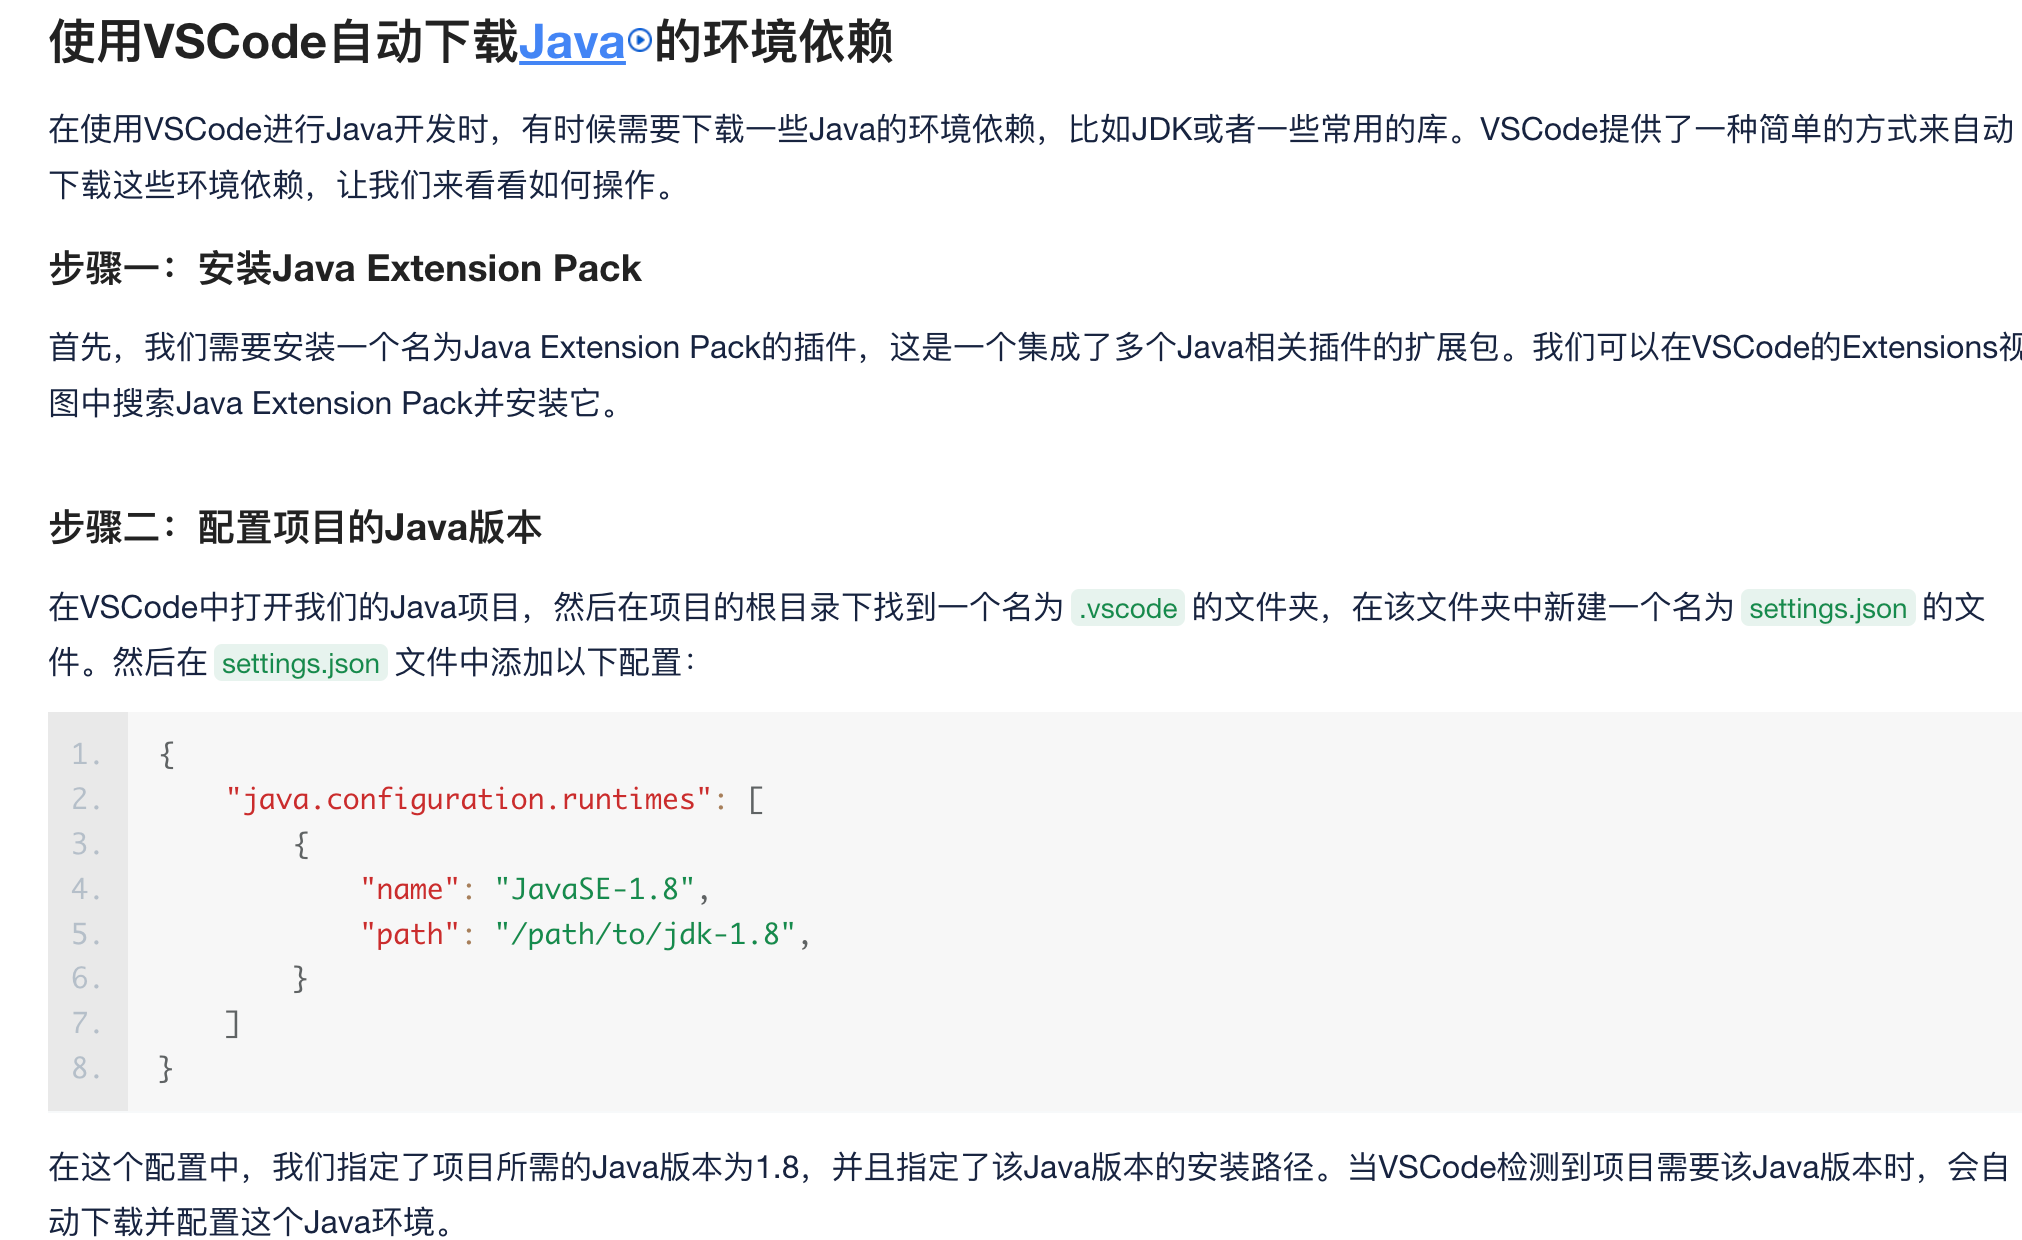 使用VSCode自动下载Java的环境依赖
在使用VSCode进行Java开发时，有时候需要下载一些Java的环境依赖，比如JDK或者一些常用的库。VSCode提供了一种简单的方式来自动
下载这些环境依赖，让我们来看看如何操作。
步骤一：安装Java Extension Pack
首先，我们需要安装一个名为Java Extension Pack的插件，这是一个集成了多个Java相关插件的扩展包。我们可以在VSCode的Extensions视
图中搜索Java Extension Pack并安装它。
步骤二：配置项目的Java版本
在VSCode中打开我们的Java项目，然后在项目的根目录下找到一个名为 .vscode 的文件夹，在该文件夹中新建一个名为 settings.json 的文
件。然后在 settings.json 文件中添加以下配置：
1. {
2.     "java.configuration.runtimes": [
3.         {
4.             "name": "JavaSE-1.8",
5.             "path": "/path/to/jdk-1.8",
6.         }
7.     ]
8. }
在这个配置中，我们指定了项目所需的Java版本为1.8，并且指定了该Java版本的安装路径。当VSCode检测到项目需要该Java版本时，会自
动下载并配置这个Java环境。